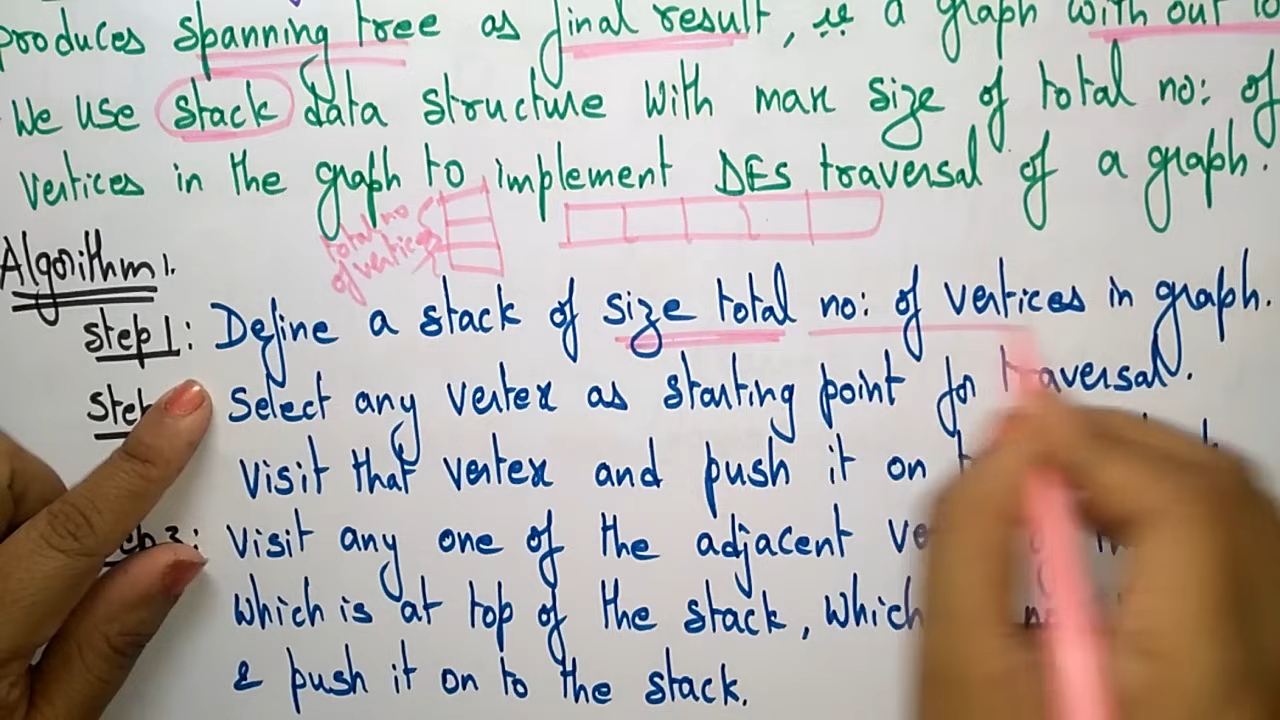 produces spanning tree as final result, ie a graph with out lo
We use stack data structure with max size of total no: of
vertices in the graph to implement DFS traversal of a graph.
total no
of vertices
Algorithm:
Step 1: Define a stack of size total no: of vertices in graph.
Step Select any vertex as starting point for traversal.
Visit that vertex and push it on
ep 3: Visit any one of the adjacent ve
which is at top of the stack, which
& push it on to the stack.